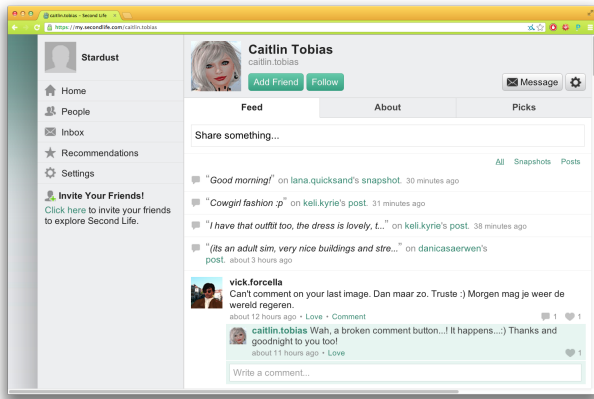 caitlin.tobias – Second Life
https://my.secondlife.com/caitlin.tobias
Stardust
Home
People
Inbox
Recommendations
Settings
Invite Your Friends!
Click here to invite your friends
to explore Second Life.
Caitlin Tobias
caitlin.tobias
Add Friend Follow
Message
Feed About Picks
Share something...
All Snapshots Posts
"Good morning!" on lana.quicksand's snapshot. 30 minutes ago
"Cowgirl fashion :p" on keli.kyrie's post. 31 minutes ago
"I have that outftit too, the dress is lovely, t..." on keli.kyrie's post. 38 minutes ago
"(its an adult sim, very nice buildings and stre..." on danicasaerwen's
post. about 3 hours ago
vick.forcella
Can't comment on your last image. Dan maar zo. Truste :) Morgen mag je weer de
wereld regeren.
about 12 hours ago • Love • Comment 1 1
caitlin.tobias Wah, a broken comment button...! It happens...:) Thanks and
goodnight to you too!
about 11 hours ago • Love 1
Write a comment...